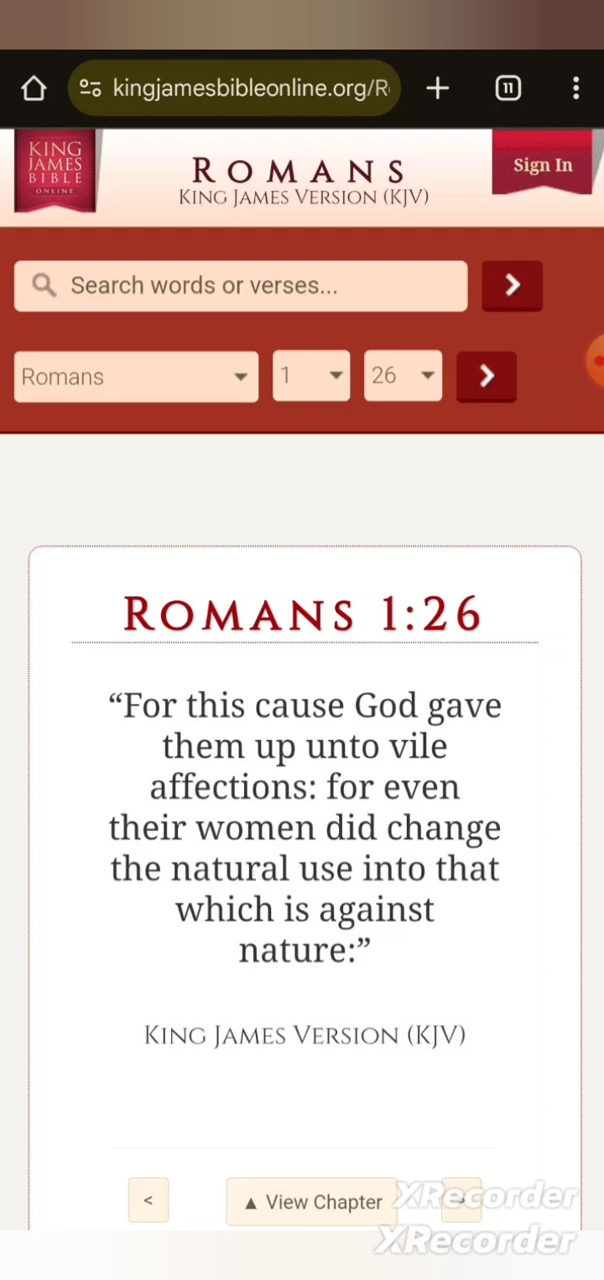 kingjamesbibleonline.org/R
11
KING
JAMES
BIBLE
ONLINE
ROMANS
KING JAMES VERSION (KJV)
Sign In
Search words or verses...
Romans
1
26
ROMANS 1:26
“For this cause God gave
them up unto vile
affections: for even
their women did change
the natural use into that
which is against
nature:”
KING JAMES VERSION (KJV)
<
▲ View Chapter
XRecorder
XRecorder